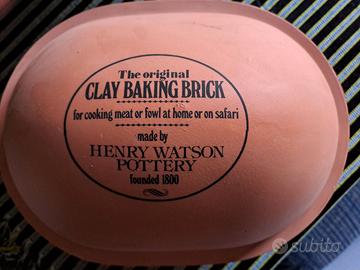 The original
CLAY BAKING BRICK
for cooking meat or fowl at home or on safari
made by
HENRY WATSON
POTTERY
founded 1800
subito